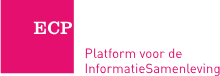 ECP
Platform voor de
InformatieSamenleving